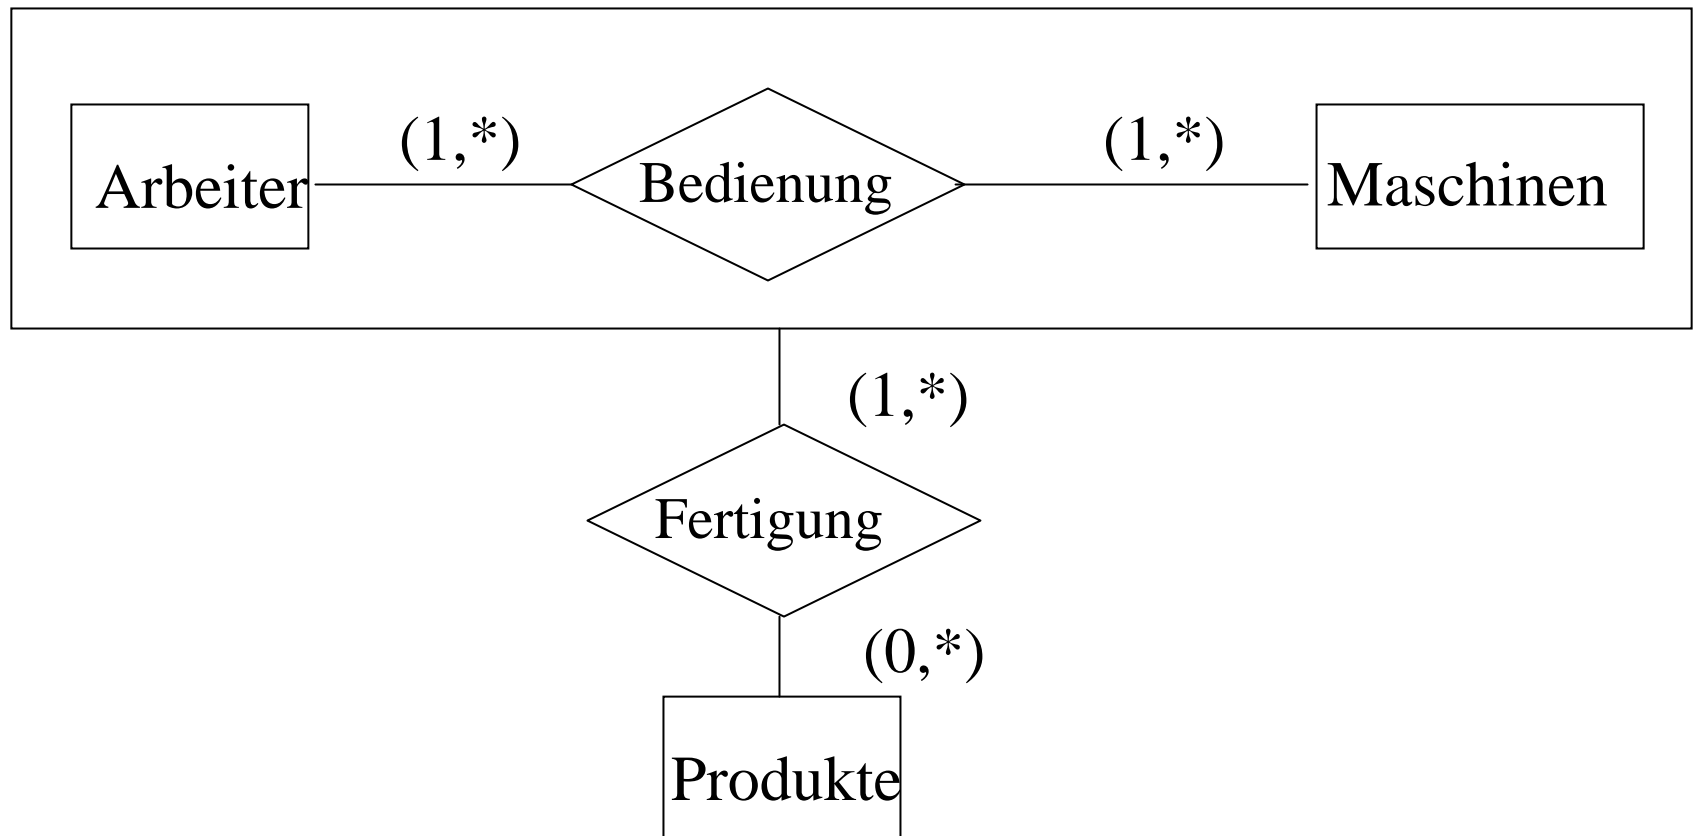 (1,*) (1,*)
Arbeiter Bedienung Maschinen
(1,*)
Fertigung
(0,*)
Produkte